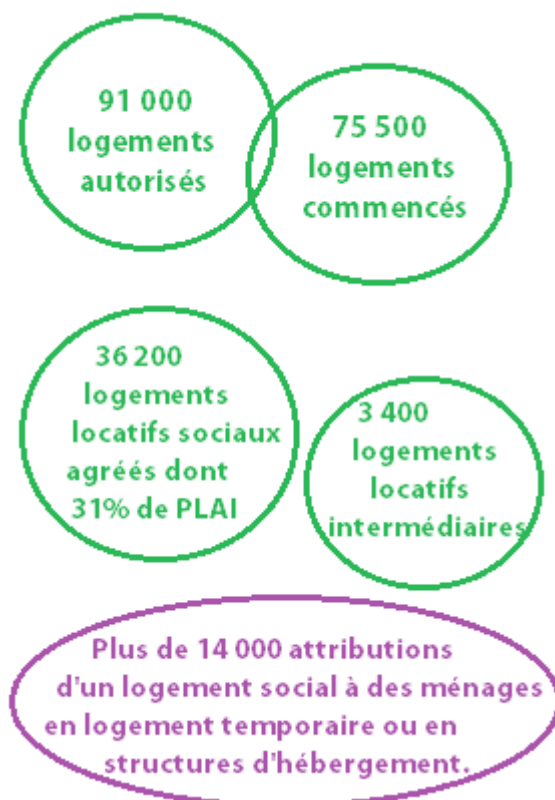 91 000
logements
autorisés
75 500
logements
commencés
36 200
logements
locatifs sociaux
agréés dont
31% de PLAI
3 400
logements
locatifs
intermédiaires
Plus de 14 000 attributions
d'un logement social à des ménages
en logement temporaire ou en
structures d'hébergement.